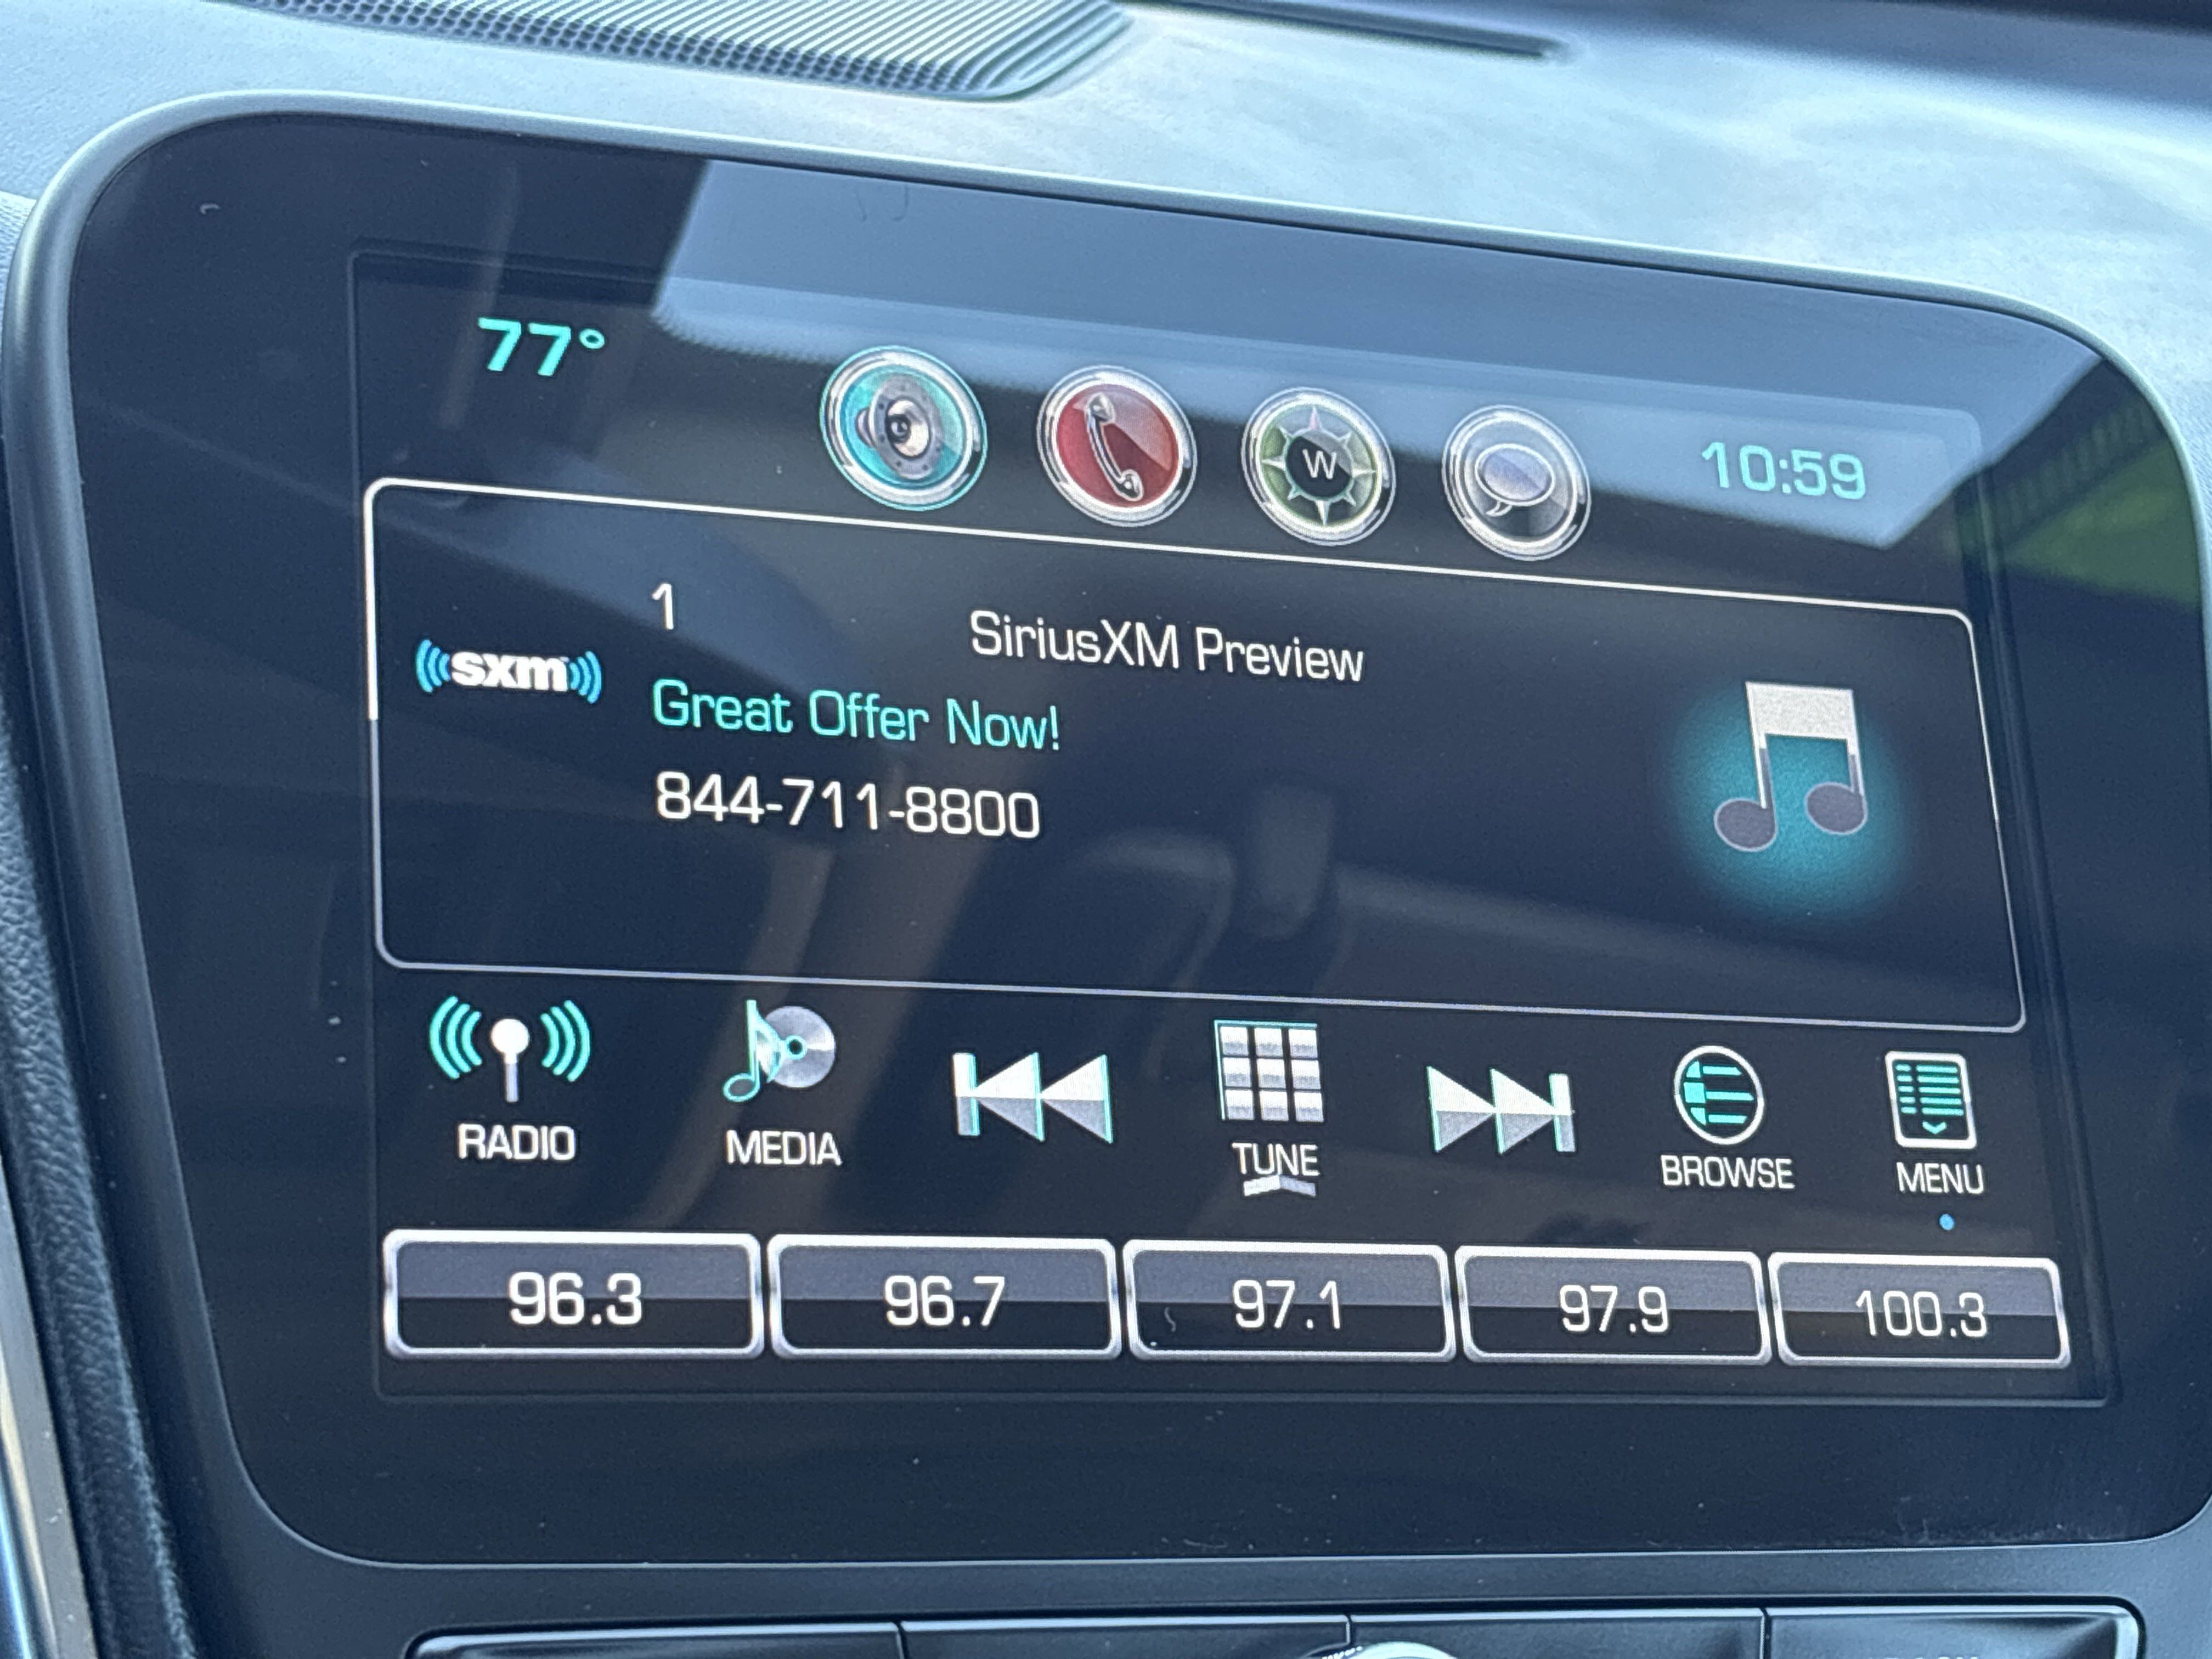 77°
W
10:59
1
SiriusXM Preview
sxm
Great Offer Now!
844-711-8800
RADIO
MEDIA
TUNE
BROWSE
MENU
96.3
96.7
97.1
97.9
100.3